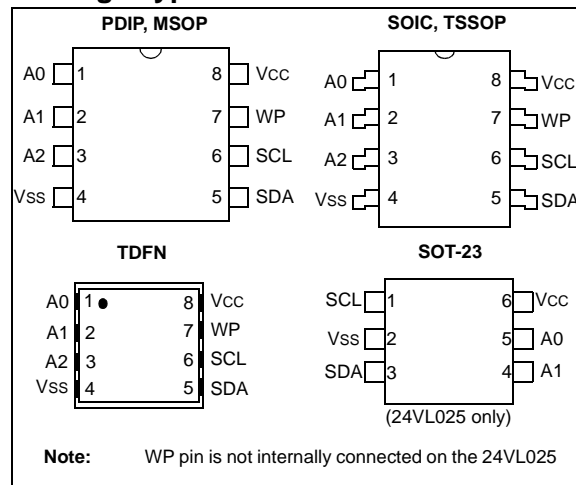 PDIP, MSOP
A0 1 8 VCC
A1 2 7 WP
A2 3 6 SCL
VSS 4 5 SDA
SOIC, TSSOP
A0 1 8 VCC
A1 2 7 WP
A2 3 6 SCL
VSS 4 5 SDA
TDFN
A0 1 8 VCC
A1 2 7 WP
A2 3 6 SCL
VSS 4 5 SDA
SOT-23
SCL 1 6 VCC
VSS 2 5 A0
SDA 3 4 A1
(24VL025 only)
Note: WP pin is not internally connected on the 24VL025